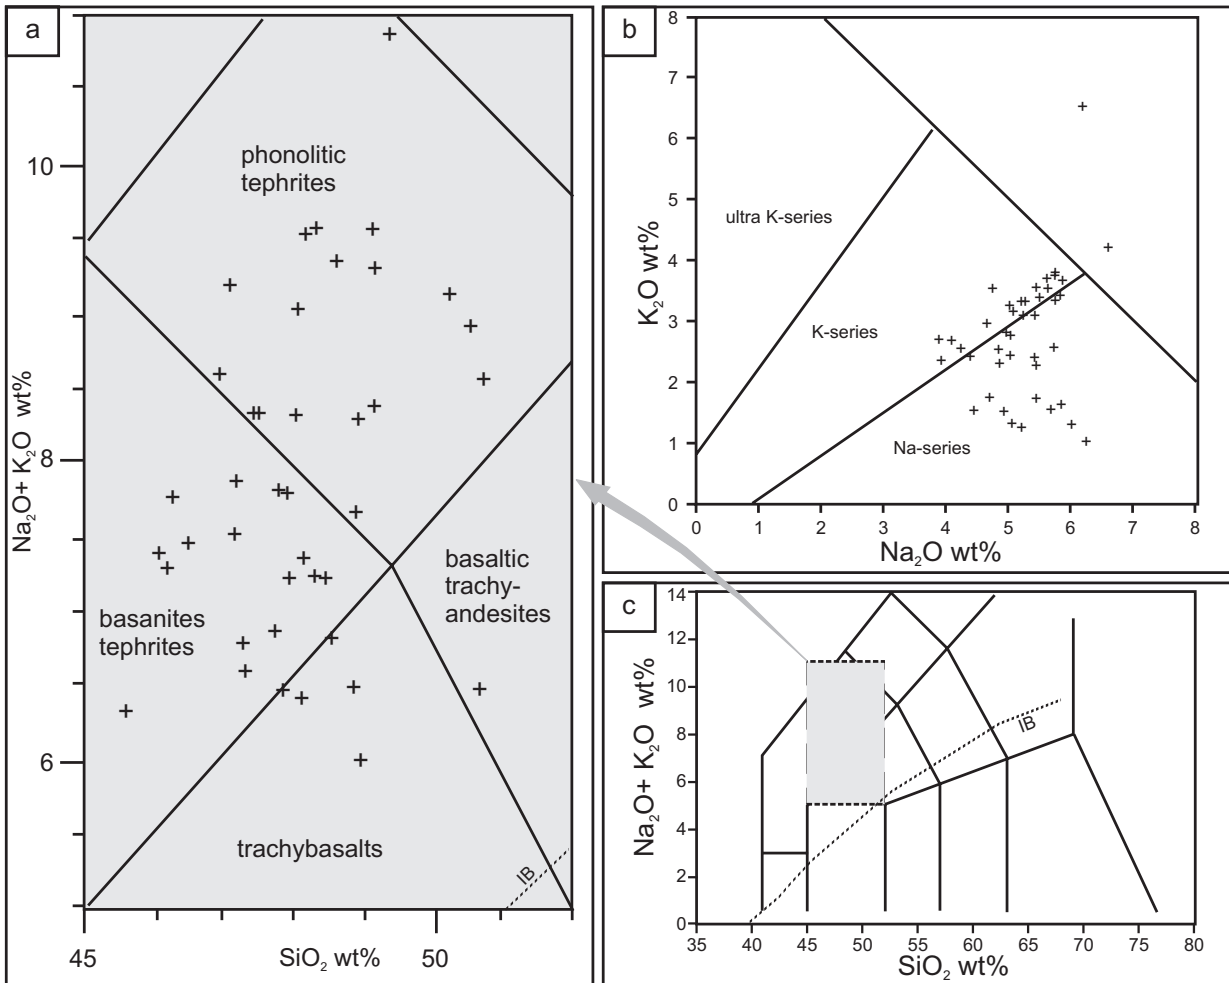 a
phonolitic
tephrites
10
8
6
Na₂O+ K₂O wt%
basanites
tephrites
basaltic
trachy-
andesites
trachybasalts
IB
45
SiO₂ wt%
50
b
8
7
6
5
4
3
2
1
0
K₂O wt%
ultra K-series
K-series
Na-series
0 1 2 3 4 5 6 7 8
Na₂O wt%
c
14
12
10
8
6
4
2
0
Na₂O+ K₂O wt%
IB
35 40 45 50 55 60 65 70 75 80
SiO₂ wt%